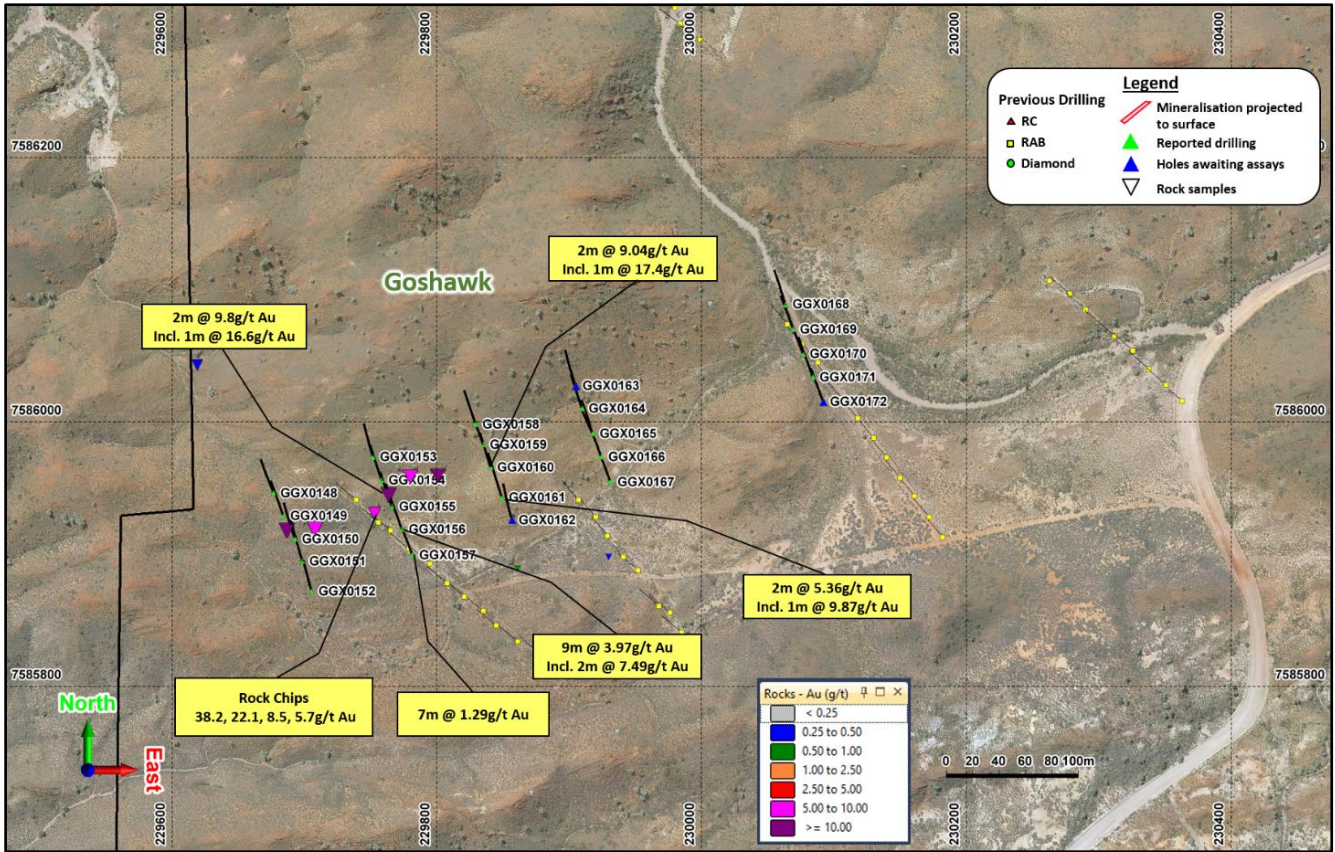 229600
229800
230000
230200
230400
Legend
Previous Drilling
RC
RAB
Diamond
Mineralisation projected
to surface
Reported drilling
Holes awaiting assays
Rock samples
7586200
2m @ 9.04g/t Au
Incl. 1m @ 17.4g/t Au
Goshawk
2m @ 9.8g/t Au
Incl. 1m @ 16.6g/t Au
GGX0168
GGX0169
GGX0170
GGX0171
GGX0172
GGX0163
GGX0164
GGX0165
GGX0166
GGX0167
7586000
7586000
GGX0158
GGX0159
GGX0160
GGX0161
GGX0162
GGX0153
GGX0154
GGX0155
GGX0156
GGX0157
GGX0148
GGX0149
GGX0150
GGX0151
GGX0152
2m @ 5.36g/t Au
Incl. 1m @ 9.87g/t Au
9m @ 3.97g/t Au
Incl. 2m @ 7.49g/t Au
7585800
7585800
Rock Chips
38.2, 22.1, 8.5, 5.7g/t Au
7m @ 1.29g/t Au
Rocks - Au (g/t)
< 0.25
0.25 to 0.50
0.50 to 1.00
1.00 to 2.50
2.50 to 5.00
5.00 to 10.00
>= 10.00
North
East
0 20 40 60 80 100m
229600
229800
230000
230200
230400